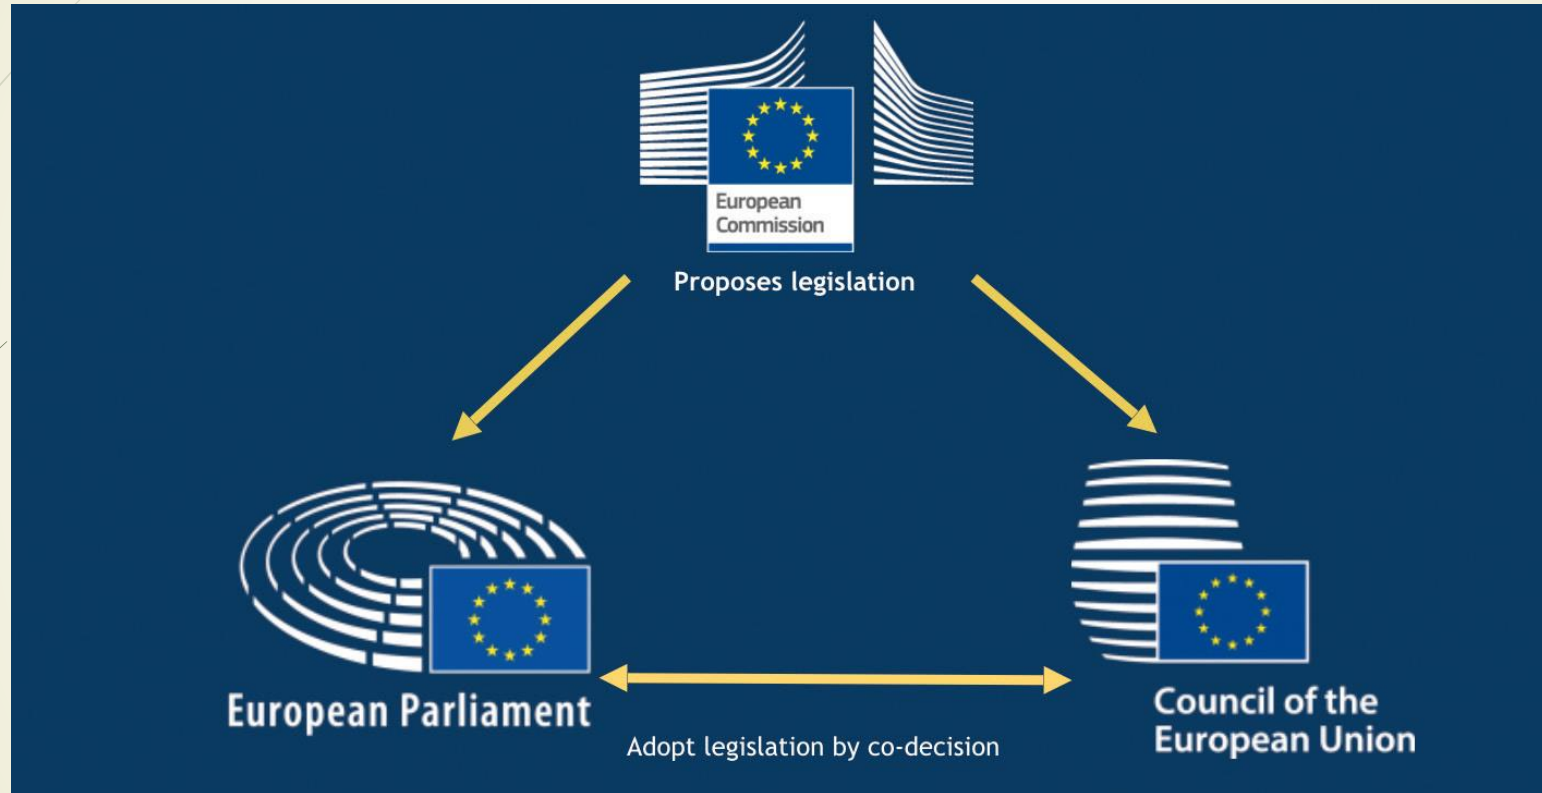 European
Commission
Proposes legislation
European Parliament
Council of the
European Union
Adopt legislation by co-decision